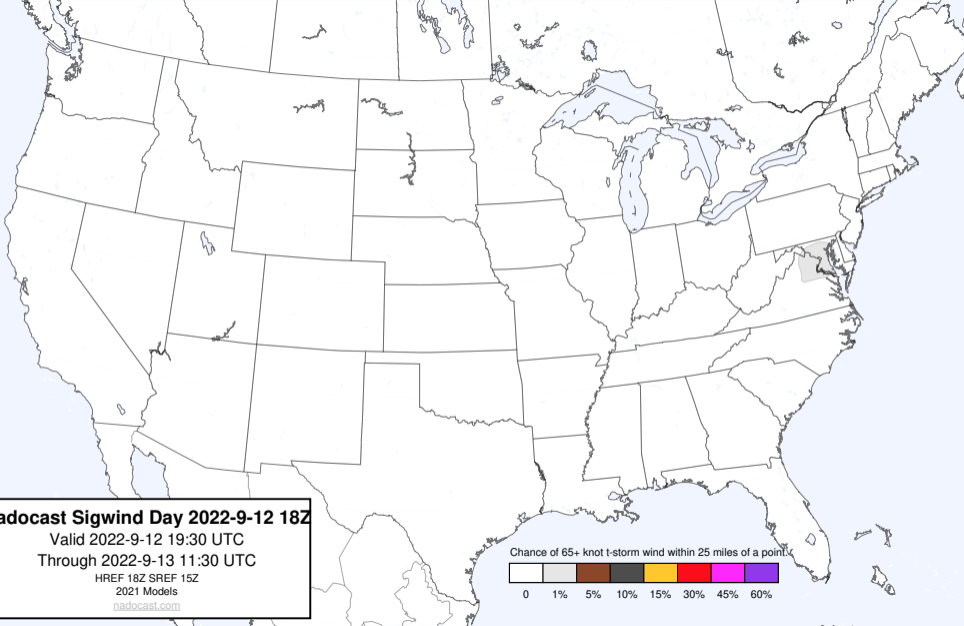 adocast Sigwind Day 2022-9-12 18Z
Valid 2022-9-12 19:30 UTC
Through 2022-9-13 11:30 UTC
HREF 18Z SREF 15Z
2021 Models
nadocast.com
Chance of 65+ knot t-storm wind within 25 miles of a point.
0 1% 5% 10% 15% 30% 45% 60%